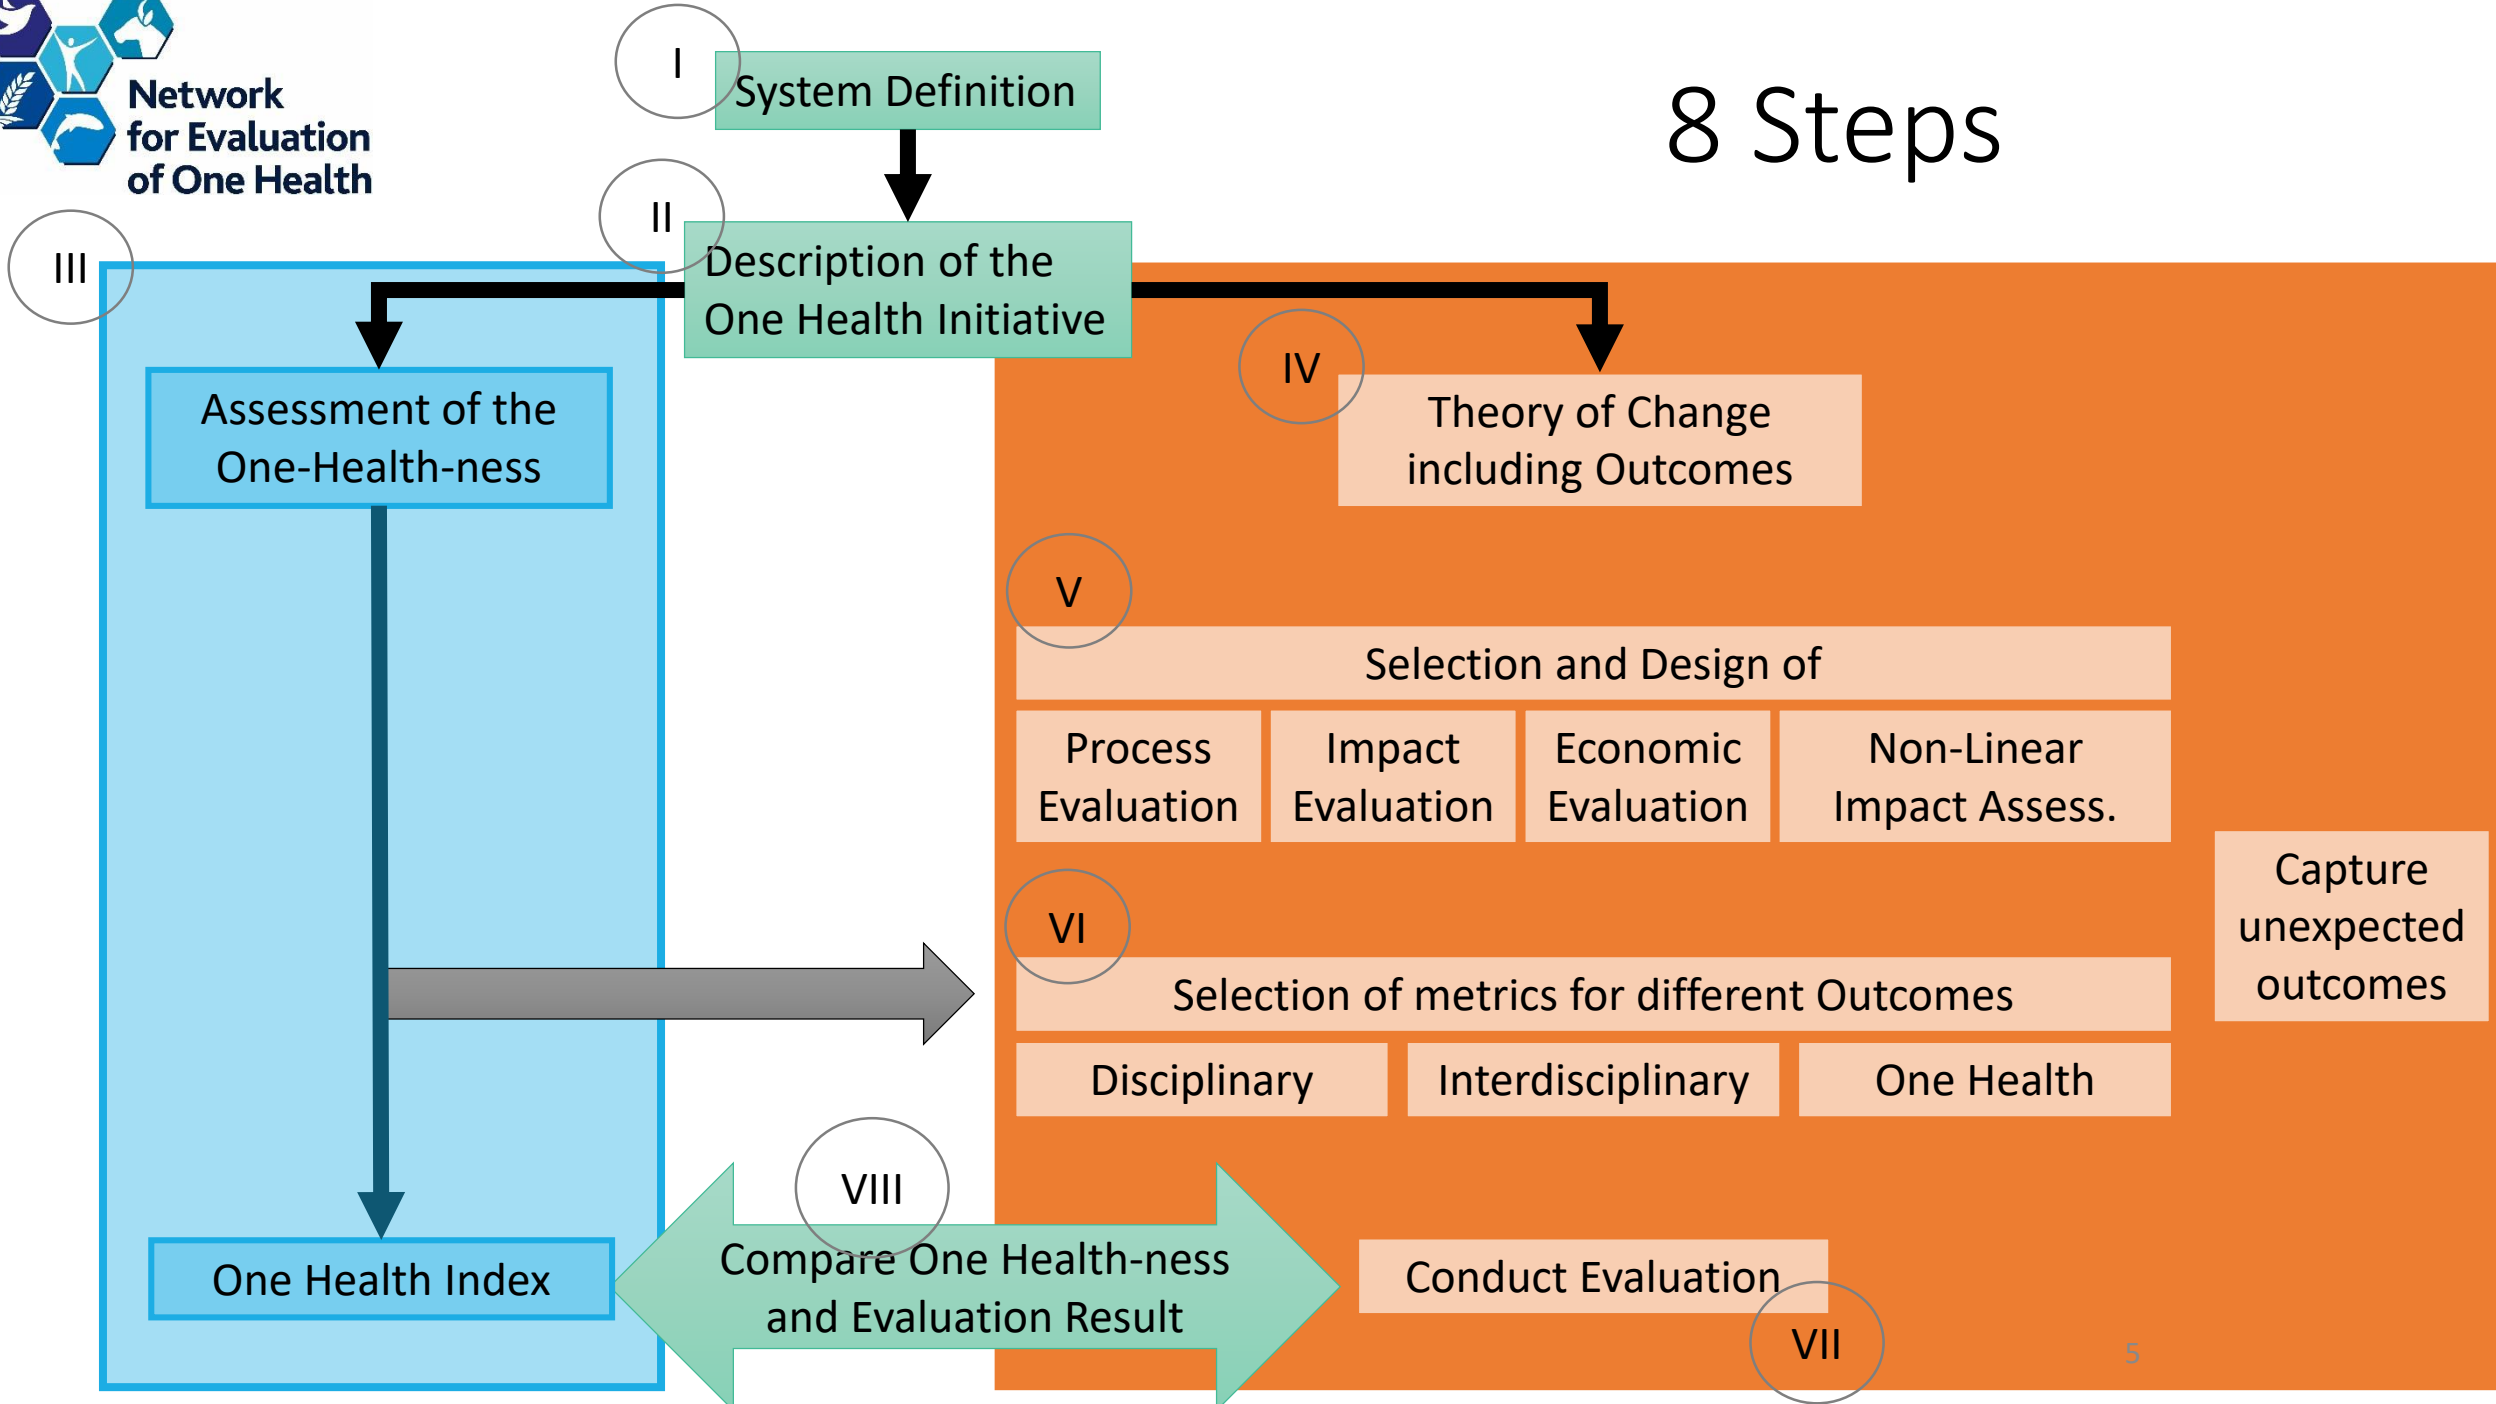 Network
for Evaluation
of One Health
8 Steps
I
System Definition
II
Description of the
One Health Initiative
III
Assessment of the
One-Health-ness
IV
Theory of Change
including Outcomes
V
Selection and Design of
Process
Evaluation
Impact
Evaluation
Economic
Evaluation
Non-Linear
Impact Assess.
Capture
unexpected
outcomes
VI
Selection of metrics for different Outcomes
Disciplinary
Interdisciplinary
One Health
VIII
Compare One Health-ness
and Evaluation Result
One Health Index
Conduct Evaluation
VII
5